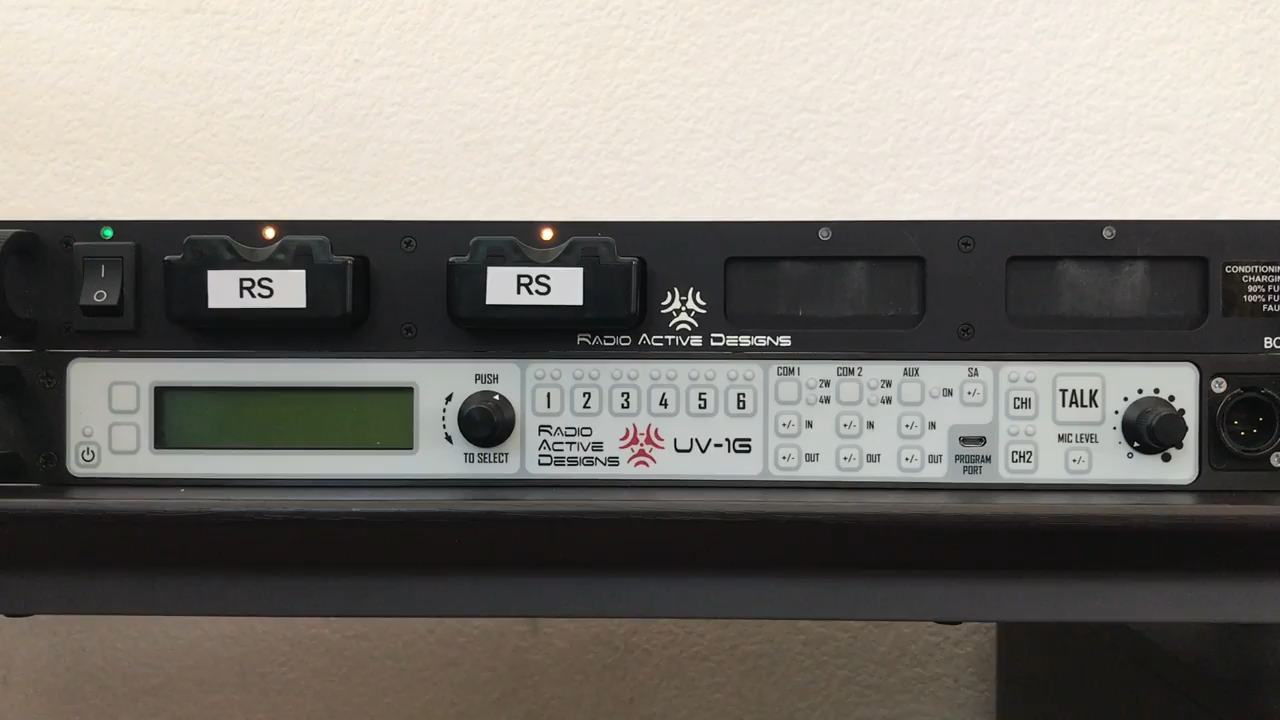 I
O
RS
RS
RADIO ACTIVE DESIGNS
CONDITIONIN
CHARGIN
90% FU
100% FU
FAU
BC
PUSH
TO SELECT
1 2 3 4 5 6
RADIO
ACTIVE
DESIGNS
UV-1G
COM 1
2W
4W
COM 2
2W
4W
AUX
ON
SA
+/-
+/- IN
+/- IN
+/- IN
+/- OUT
+/- OUT
+/- OUT
PROGRAM
PORT
CH1
CH2
TALK
MIC LEVEL
+/-